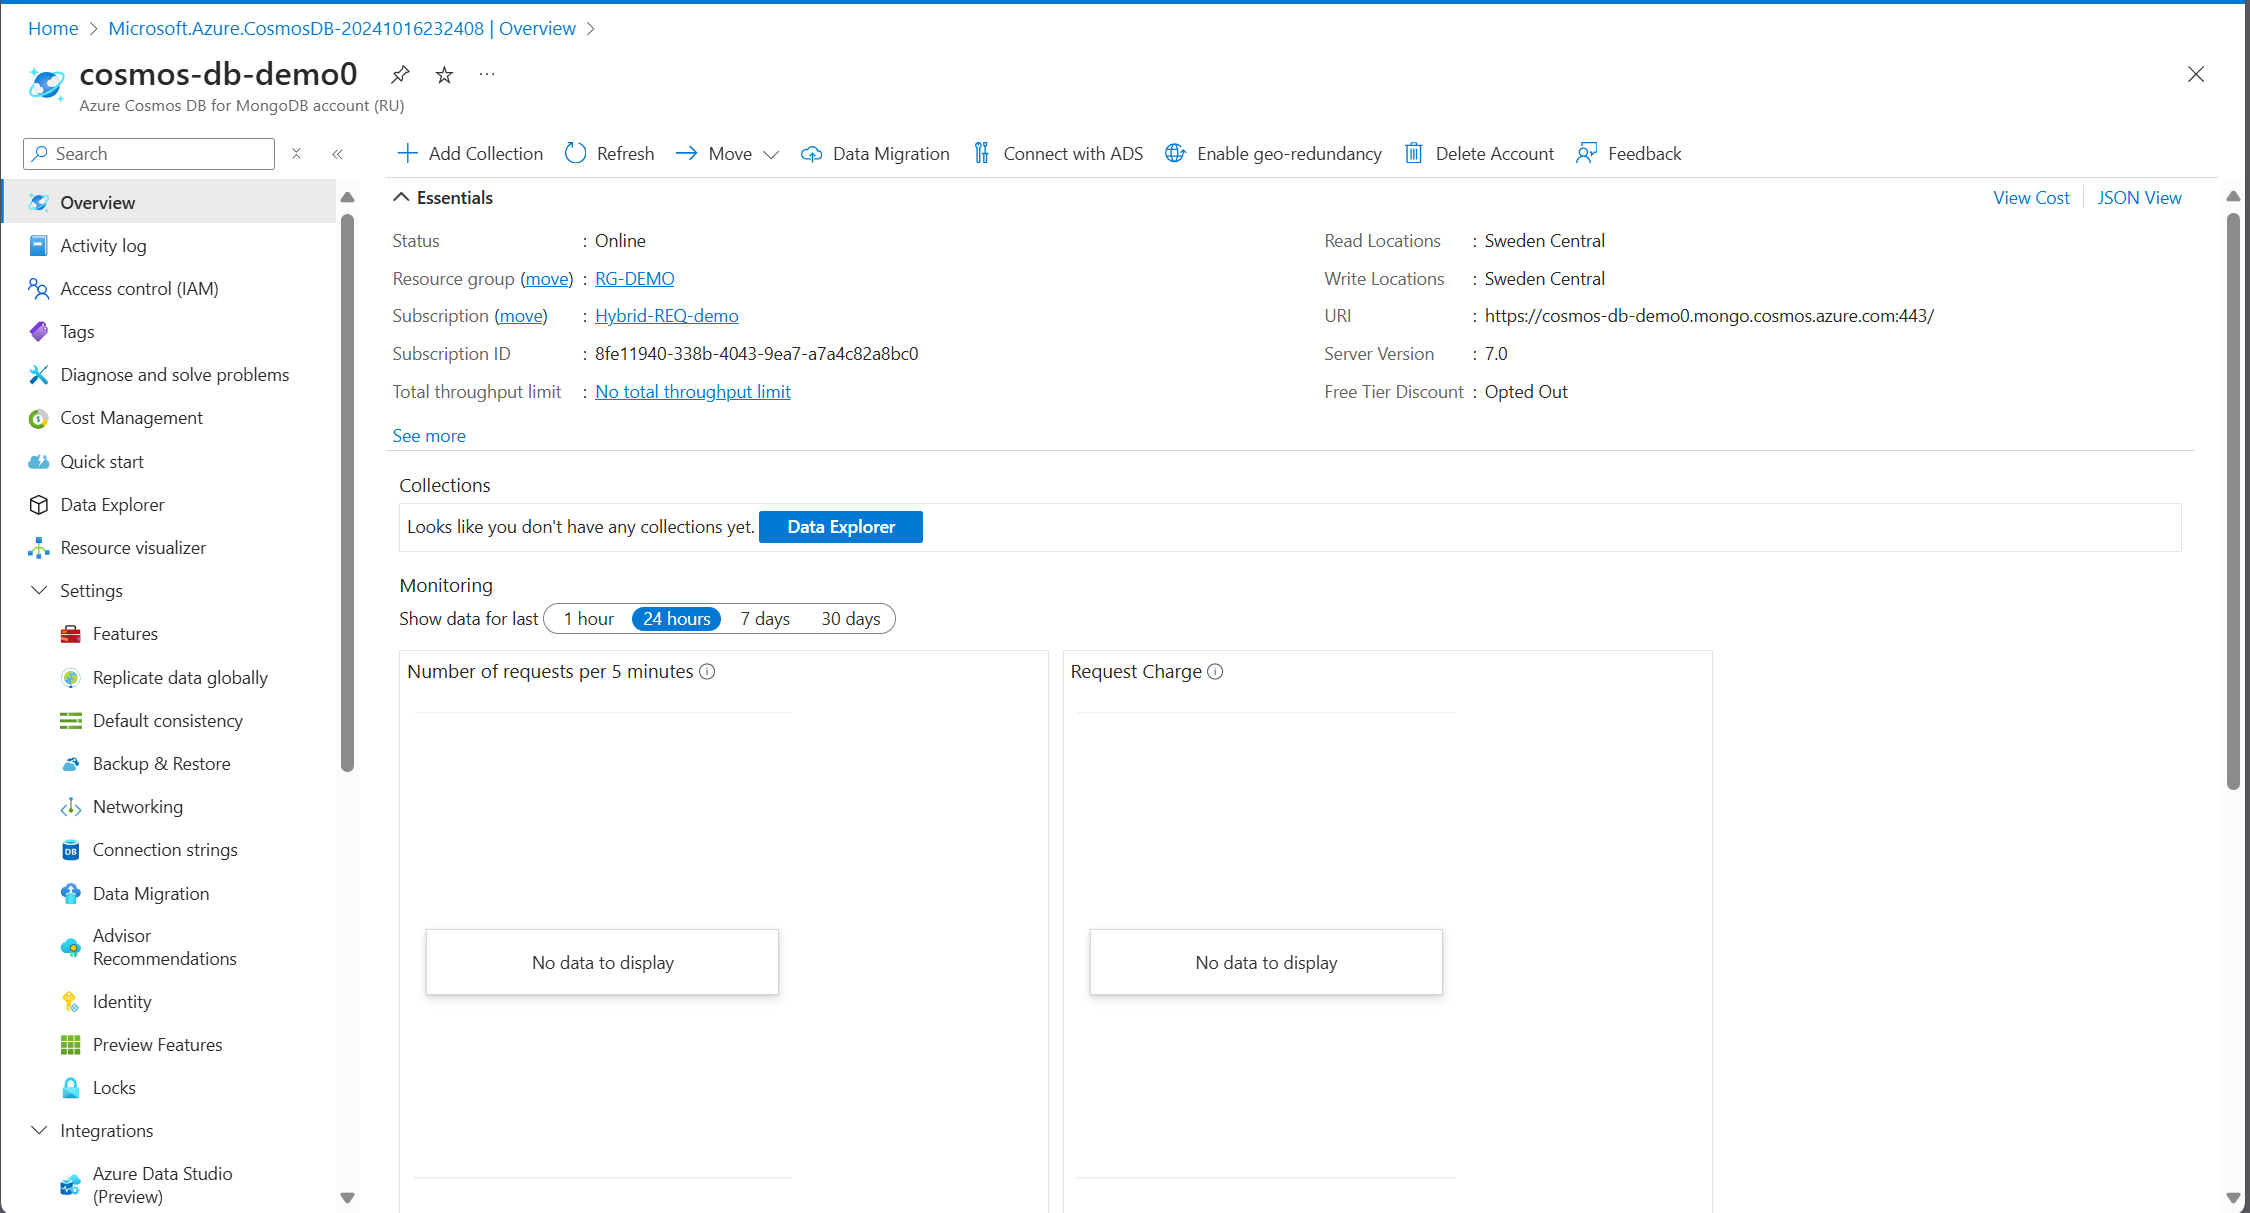 Home > Microsoft.Azure.CosmosDB-20241016232408 | Overview >
cosmos-db-demo0 ...
Azure Cosmos DB for MongoDB account (RU)
Search
Add Collection Refresh Move Data Migration Connect with ADS Enable geo-redundancy Delete Account Feedback
Overview
Activity log
Access control (IAM)
Tags
Diagnose and solve problems
Cost Management
Quick start
Data Explorer
Resource visualizer
Settings
Features
Replicate data globally
Default consistency
Backup & Restore
Networking
Connection strings
Data Migration
Advisor
Recommendations
Identity
Preview Features
Locks
Integrations
Azure Data Studio
(Preview)
Essentials
View Cost JSON View
Status : Online
Resource group (move) : RG-DEMO
Subscription (move) : Hybrid-REQ-demo
Subscription ID : 8fe11940-338b-4043-9ea7-a7a4c82a8bc0
Total throughput limit : No total throughput limit
See more
Read Locations : Sweden Central
Write Locations : Sweden Central
URI : https://cosmos-db-demo0.mongo.cosmos.azure.com:443/
Server Version : 7.0
Free Tier Discount : Opted Out
Collections
Looks like you don't have any collections yet. Data Explorer
Monitoring
Show data for last 1 hour 24 hours 7 days 30 days
Number of requests per 5 minutes
No data to display
Request Charge
No data to display